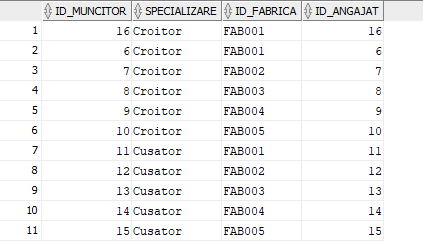 ID_MUNCITOR SPECIALIZARE ID_FABRICA ID_ANGAJAT
1 16 Croitor FAB001 16
2 6 Croitor FAB001 6
3 7 Croitor FAB002 7
4 8 Croitor FAB003 8
5 9 Croitor FAB004 9
6 10 Croitor FAB005 10
7 11 Cusator FAB001 11
8 12 Cusator FAB002 12
9 13 Cusator FAB003 13
10 14 Cusator FAB004 14
11 15 Cusator FAB005 15